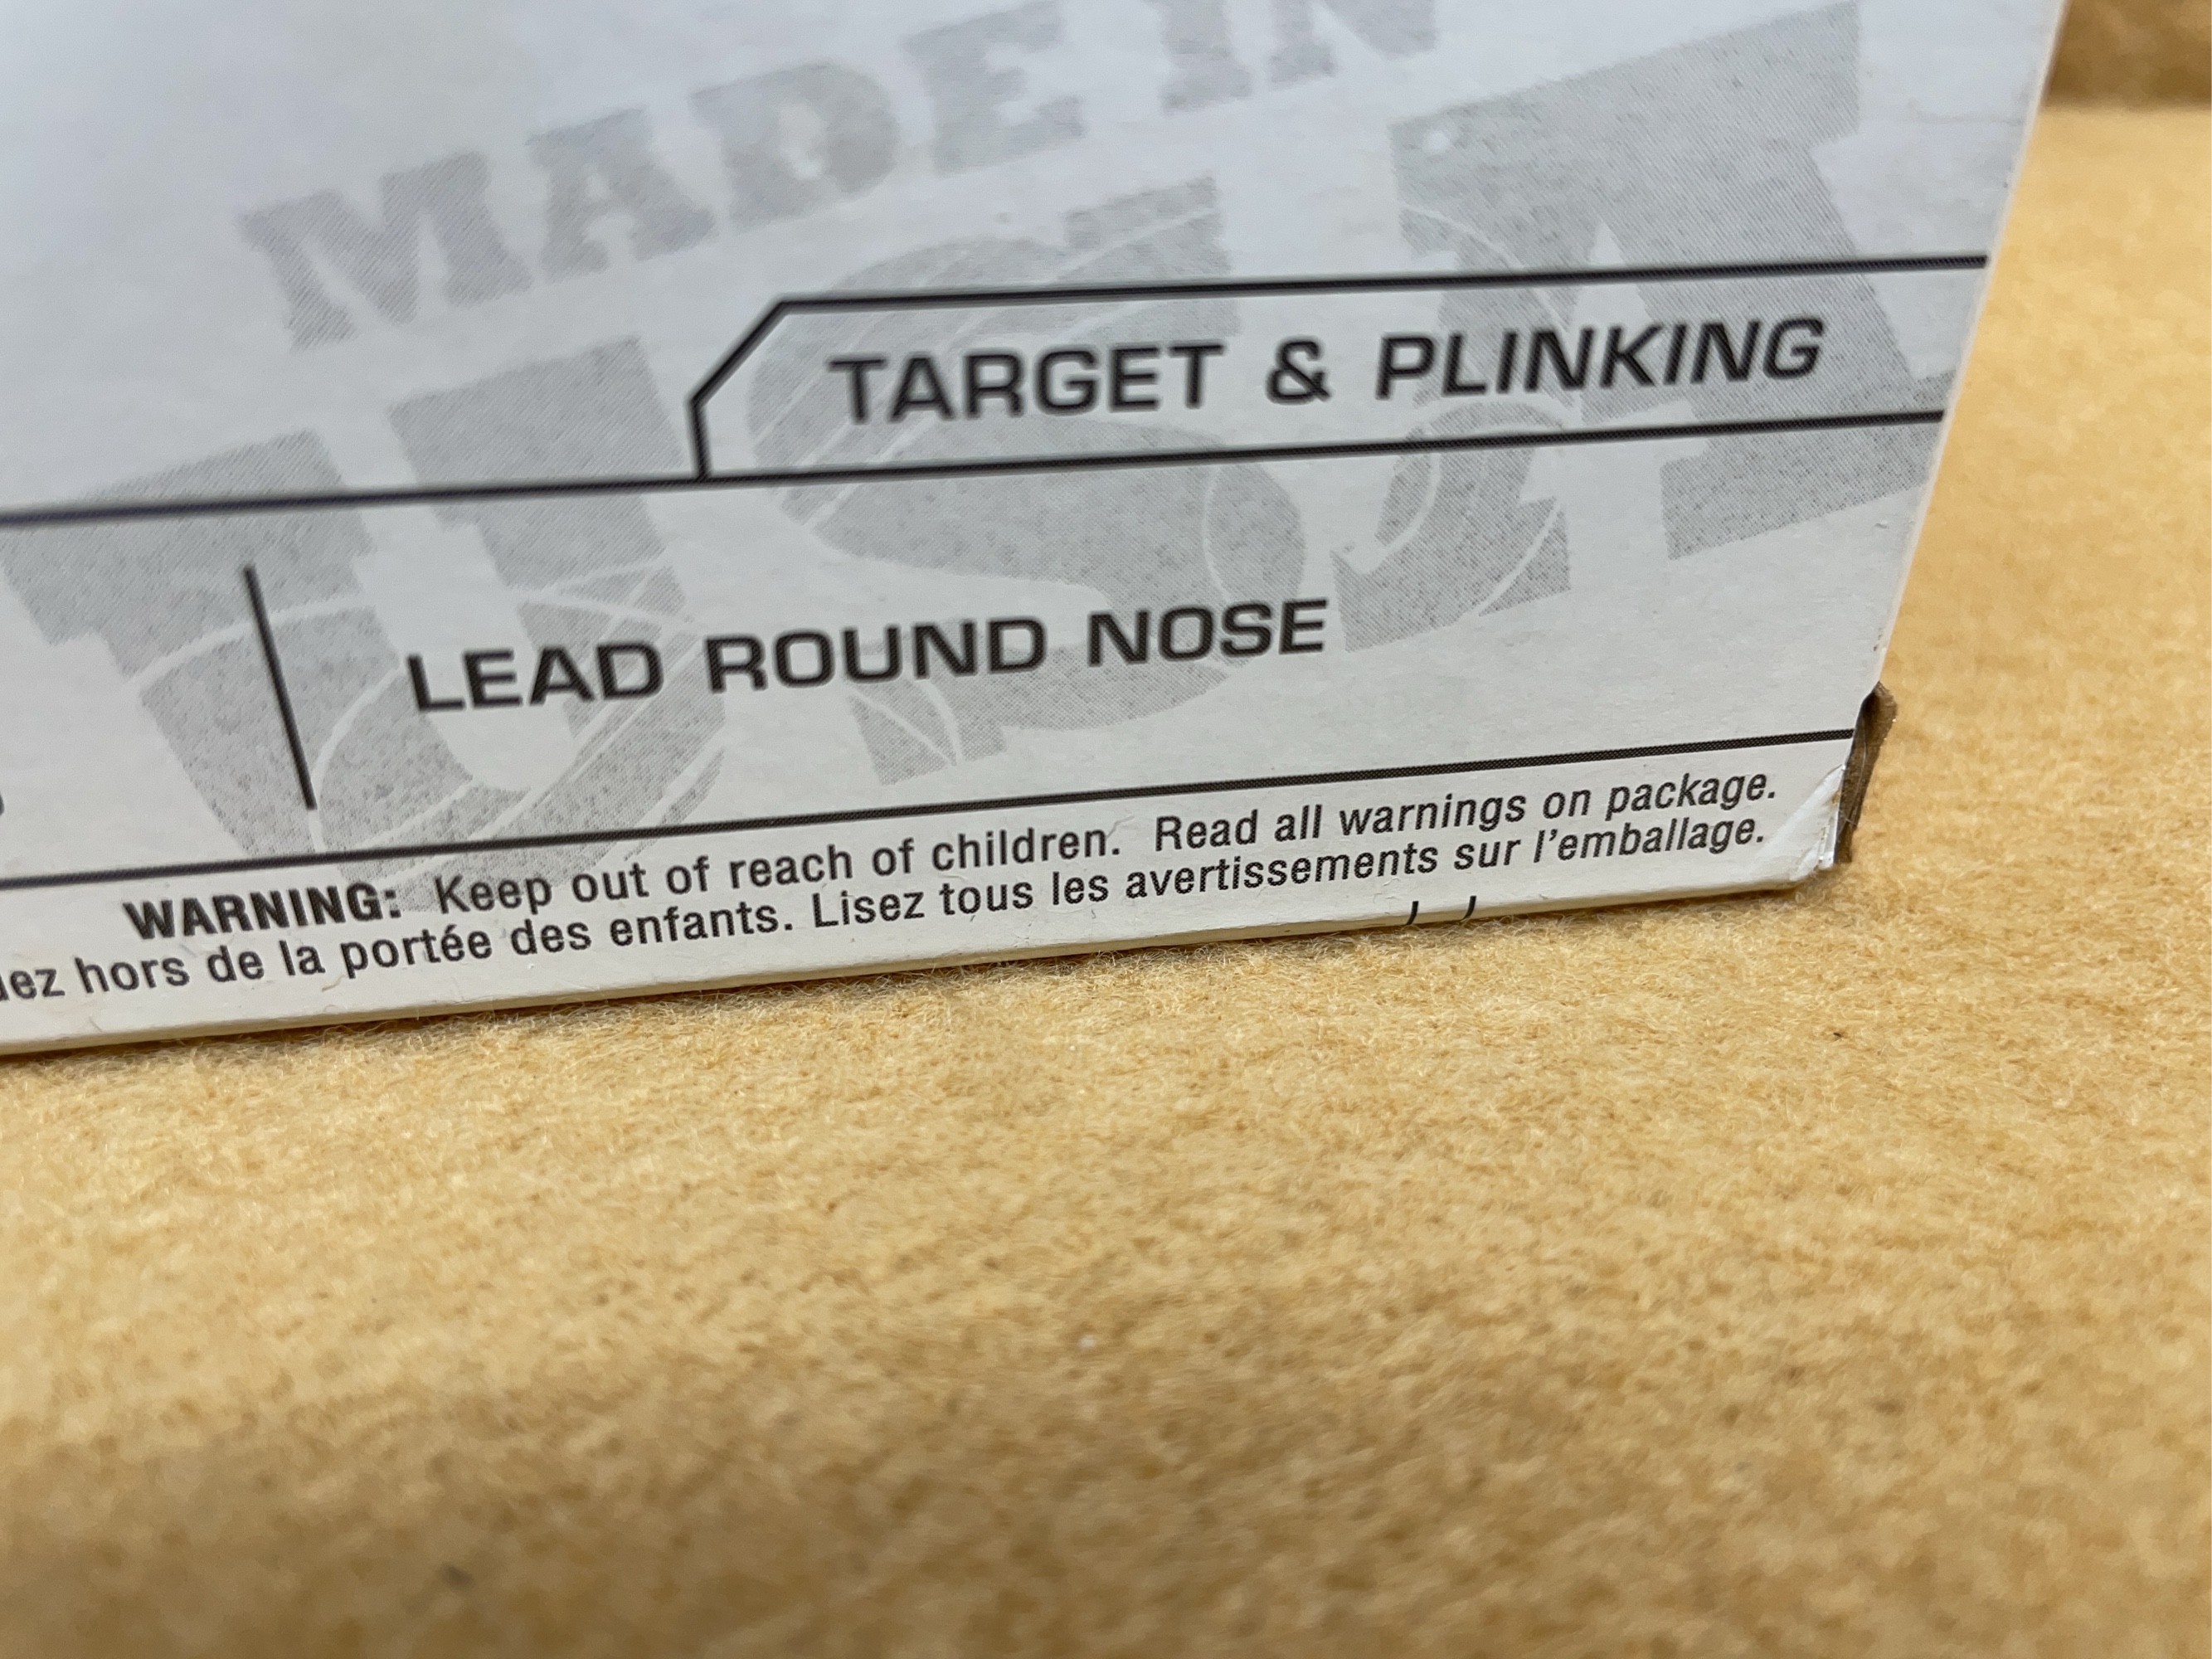 MADE IN
USA
TARGET & PLINKING
LEAD ROUND NOSE
WARNING: Keep out of reach of children. Read all warnings on package.
hors de la portée des enfants. Lisez tous les avertissements sur l'emballage.